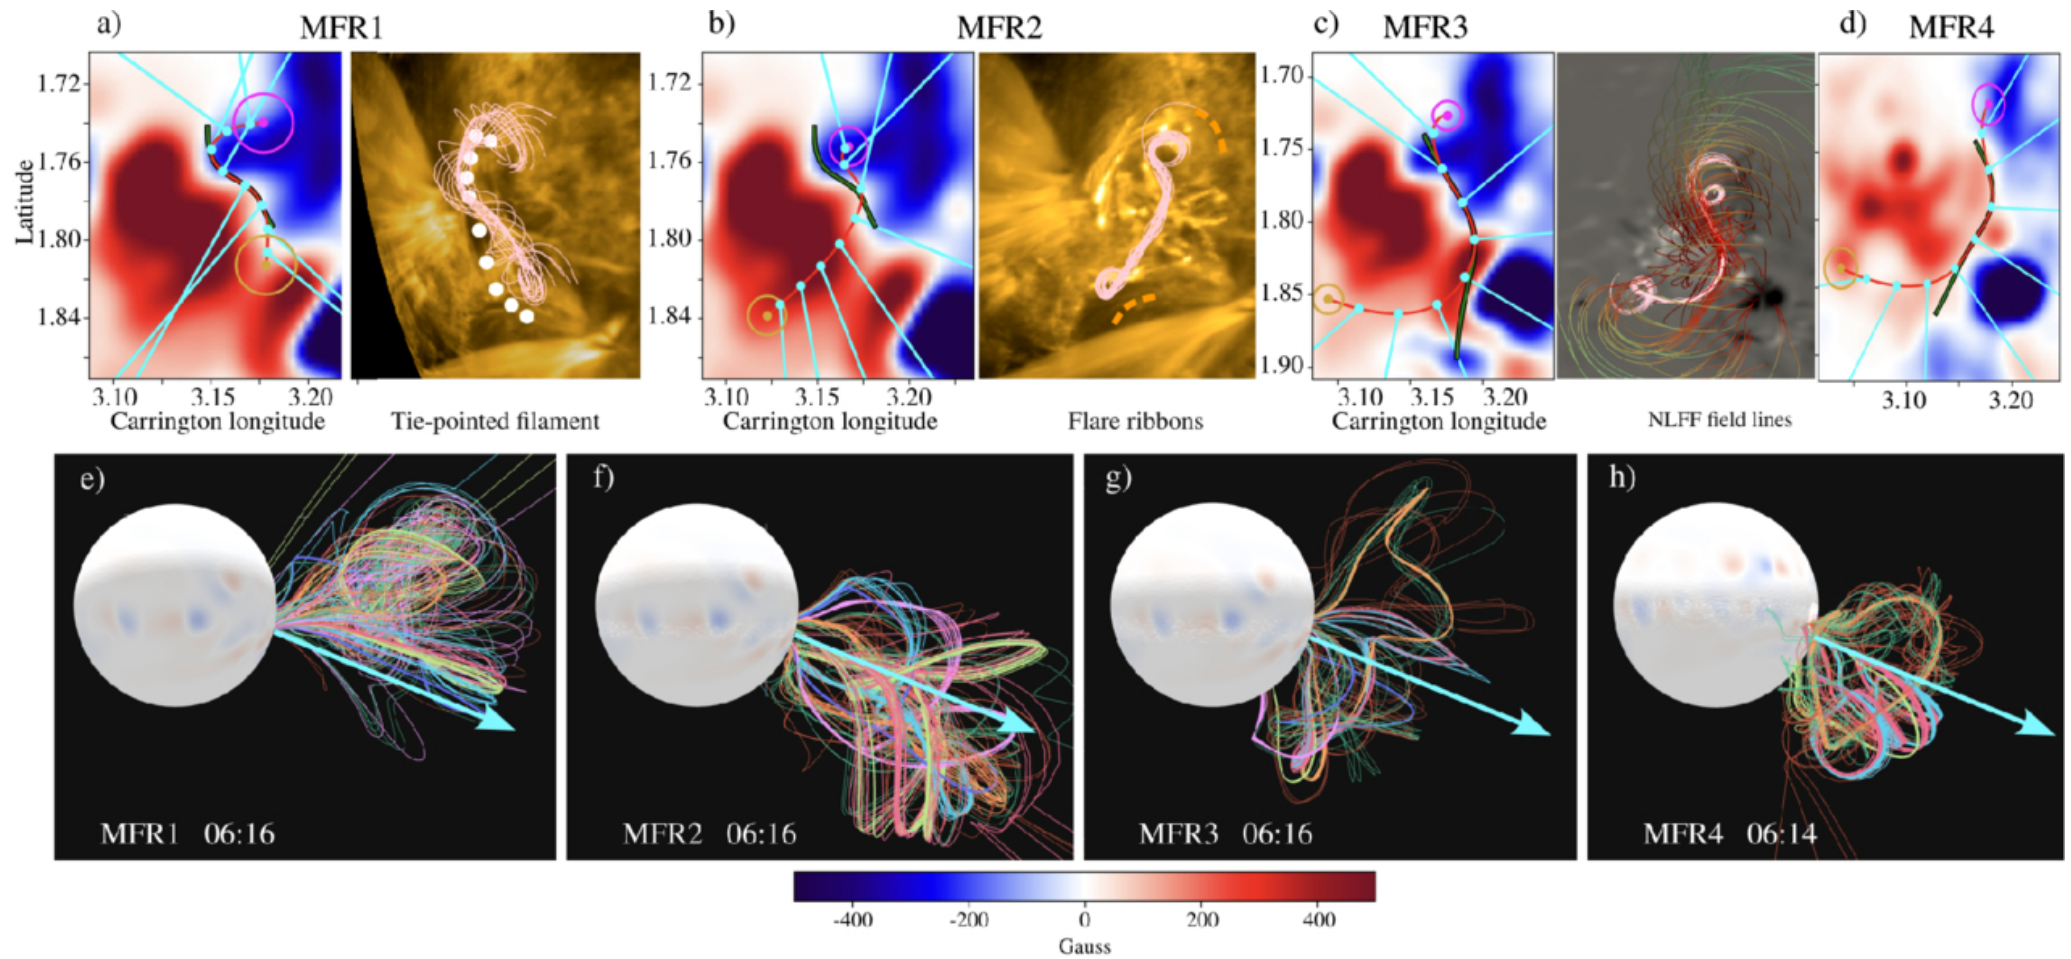 a) MFR1
b) MFR2
c) MFR3
d) MFR4
Latitude
1.72
1.76
1.80
1.84
3.10 3.15 3.20
Carrington longitude
Tie-pointed filament
1.72
1.76
1.80
1.84
3.10 3.15 3.20
Carrington longitude
Flare ribbons
1.70
1.75
1.80
1.85
1.90
3.10 3.15 3.20
Carrington longitude
NLFF field lines
3.10 3.20
e)
MFR1 06:16
f)
MFR2 06:16
g)
MFR3 06:16
h)
MFR4 06:14
-400 -200 0 200 400
Gauss